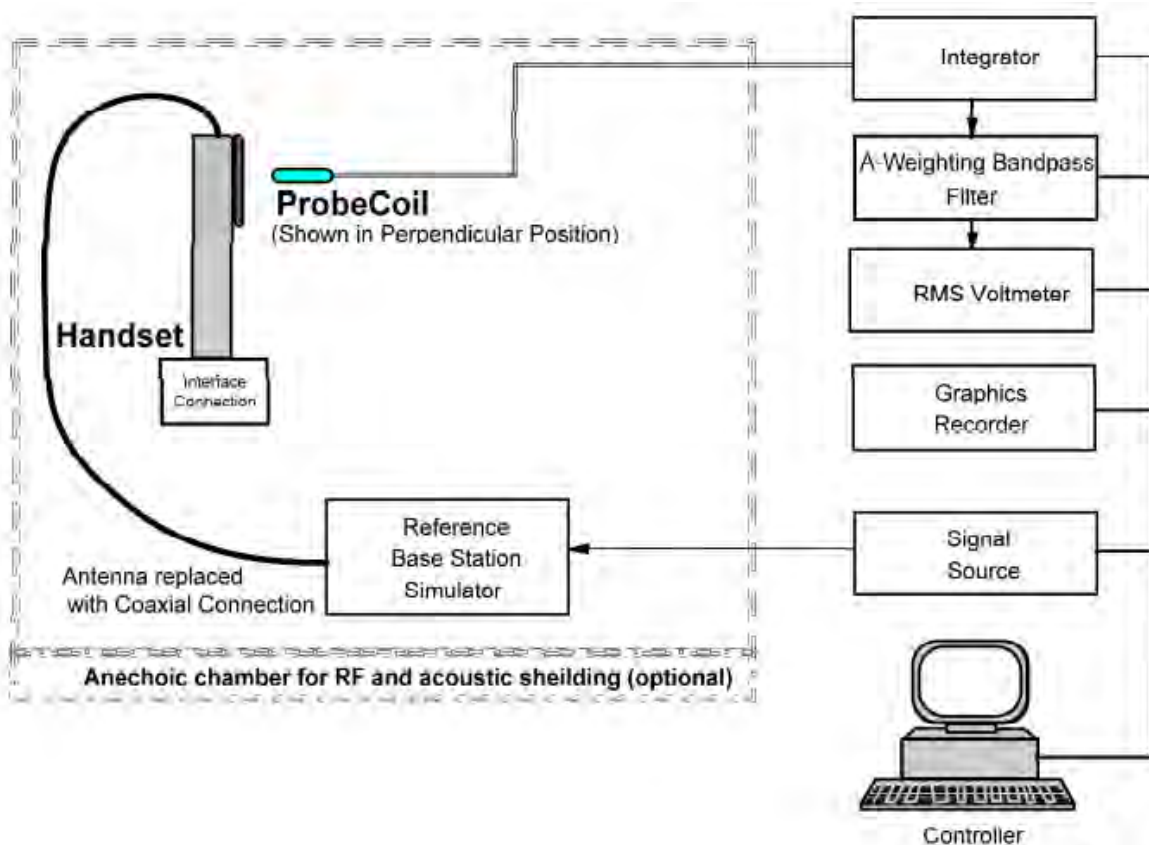 Integrator
A-Weighting Bandpass
Filter
RMS Voltmeter
Graphics
Recorder
Signal
Source
Controller
ProbeCoil
(Shown in Perpendicular Position)
Handset
Interface
Connection
Reference
Base Station
Simulator
Antenna replaced
with Coaxial Connection
Anechoic chamber for RF and acoustic sheilding (optional)